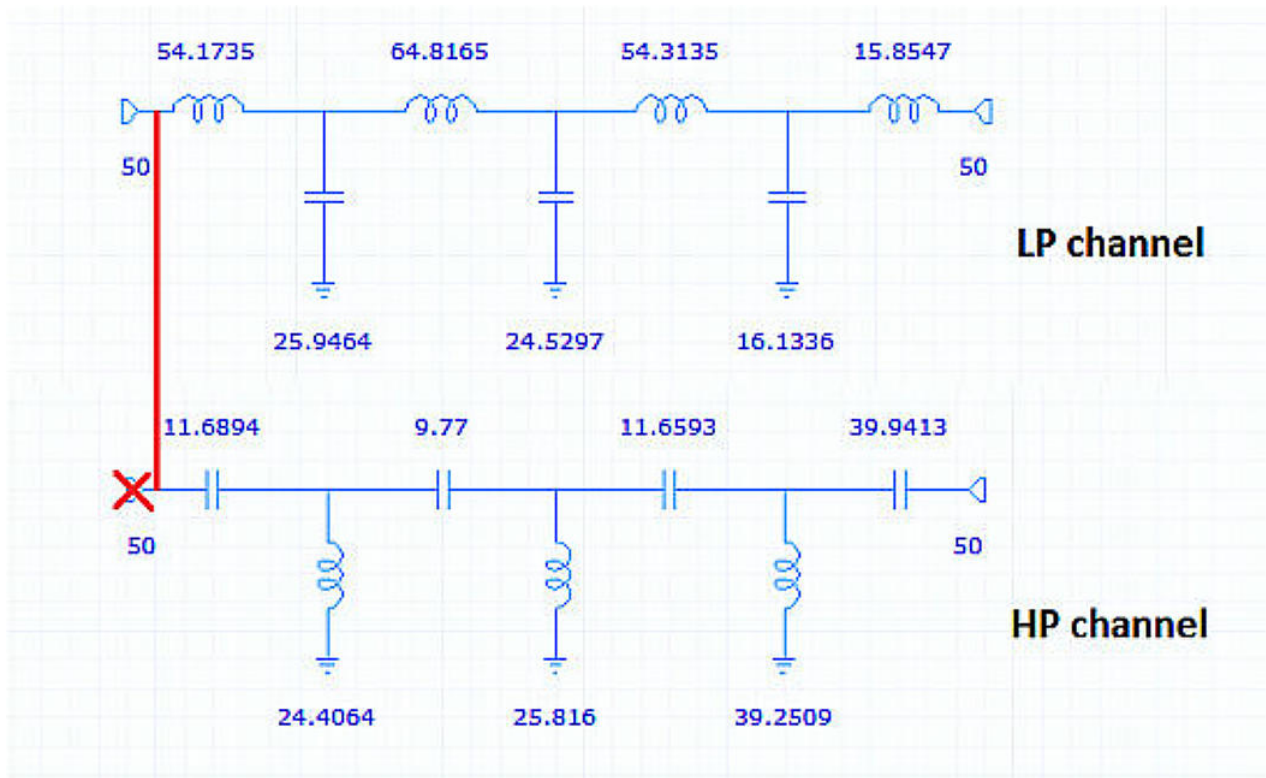 54.1735 64.8165 54.3135 15.8547
50 50
LP channel
25.9464 24.5297 16.1336
11.6894 9.77 11.6593 39.9413
50 50
HP channel
24.4064 25.816 39.2509